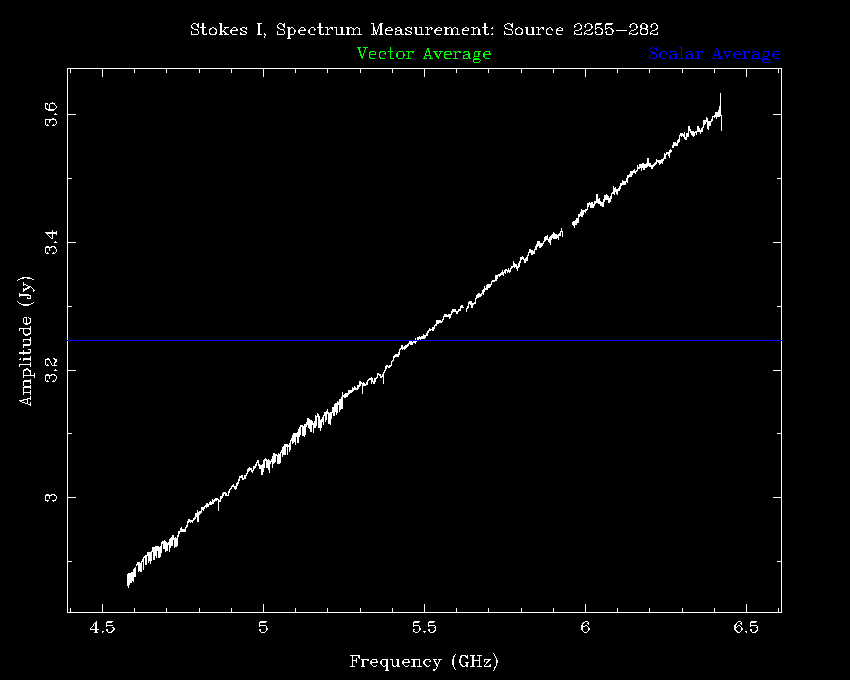 Stokes I, Spectrum Measurement: Source 2255−282
Vector Average Scalar Average
3.6
3.4
3.2
3
Amplitude (Jy)
4.5 5 5.5 6 6.5
Frequency (GHz)